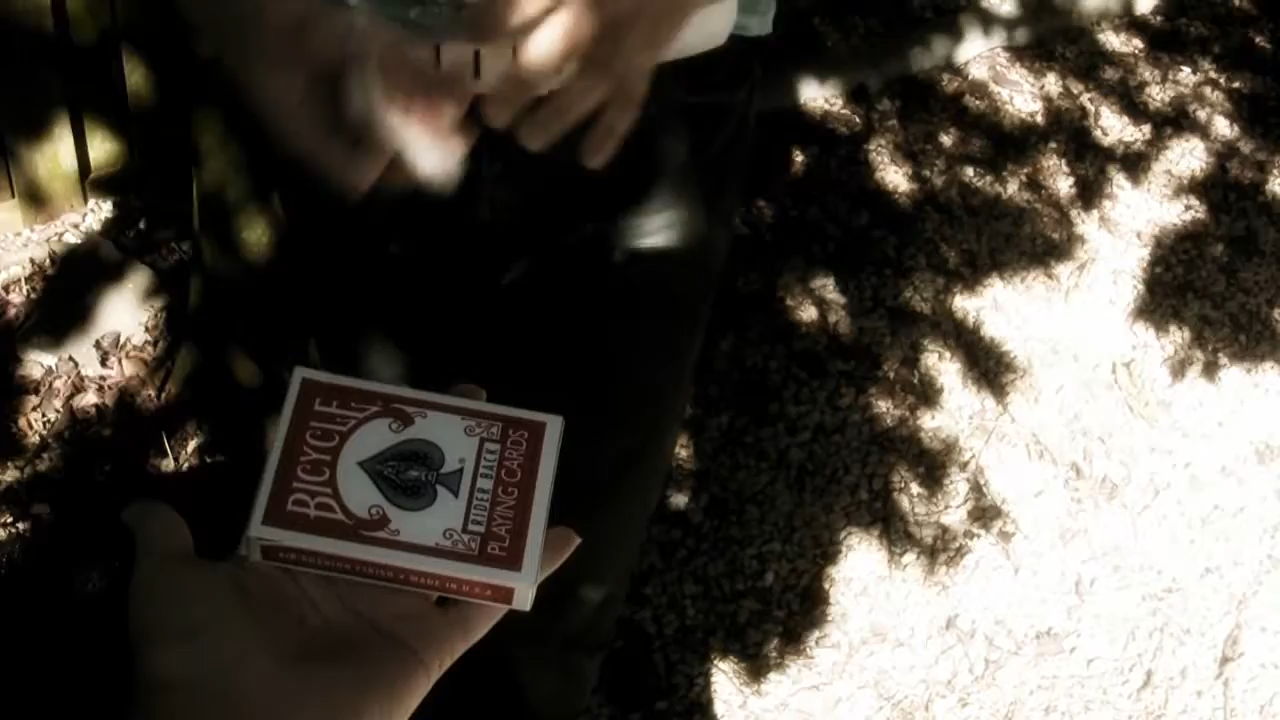 BICYCLE
RIDER BACK
PLAYING CARDS
AIR-CUSHION FINISH • MADE IN U.S.A.